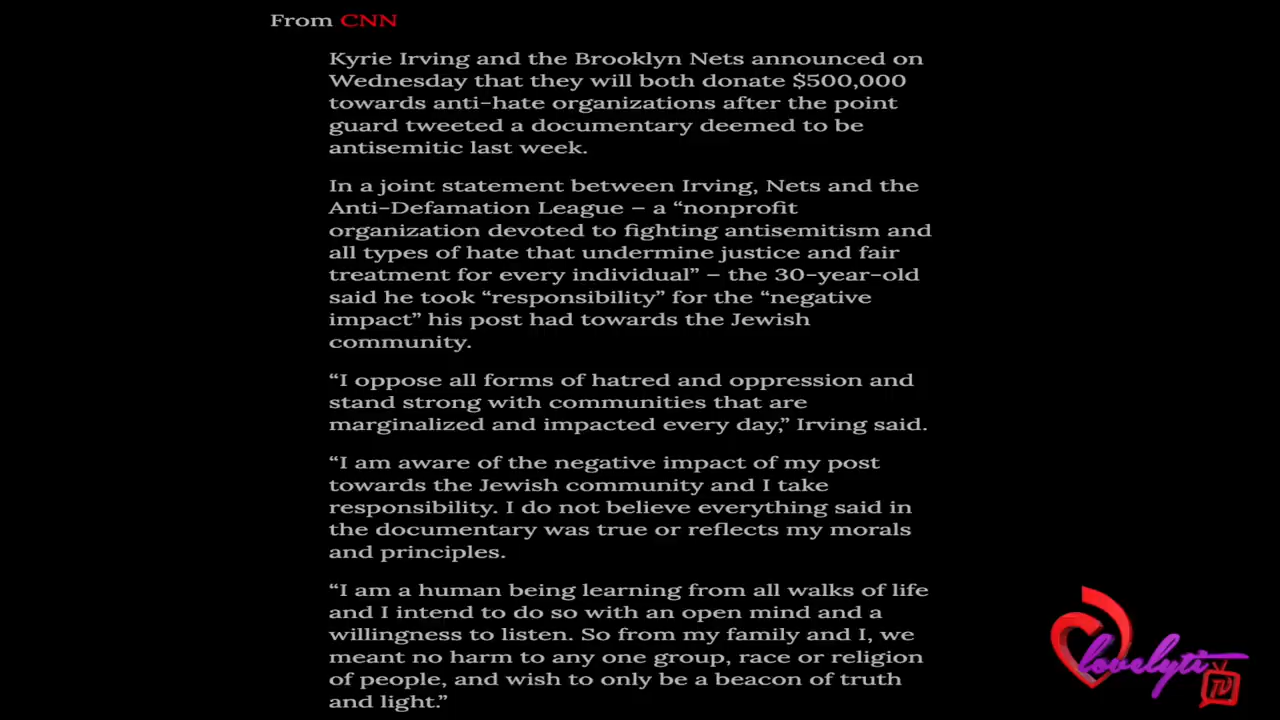 From CNN
Kyrie Irving and the Brooklyn Nets announced on
Wednesday that they will both donate $500,000
towards anti-hate organizations after the point
guard tweeted a documentary deemed to be
antisemitic last week.
In a joint statement between Irving, Nets and the
Anti-Defamation League – a “nonprofit
organization devoted to fighting antisemitism and
all types of hate that undermine justice and fair
treatment for every individual” – the 30-year-old
said he took “responsibility” for the “negative
impact” his post had towards the Jewish
community.
“I oppose all forms of hatred and oppression and
stand strong with communities that are
marginalized and impacted every day,” Irving said.
“I am aware of the negative impact of my post
towards the Jewish community and I take
responsibility. I do not believe everything said in
the documentary was true or reflects my morals
and principles.
“I am a human being learning from all walks of life
and I intend to do so with an open mind and a
willingness to listen. So from my family and I, we
meant no harm to any one group, race or religion
of people, and wish to only be a beacon of truth
and light.”
lovelyti
TV